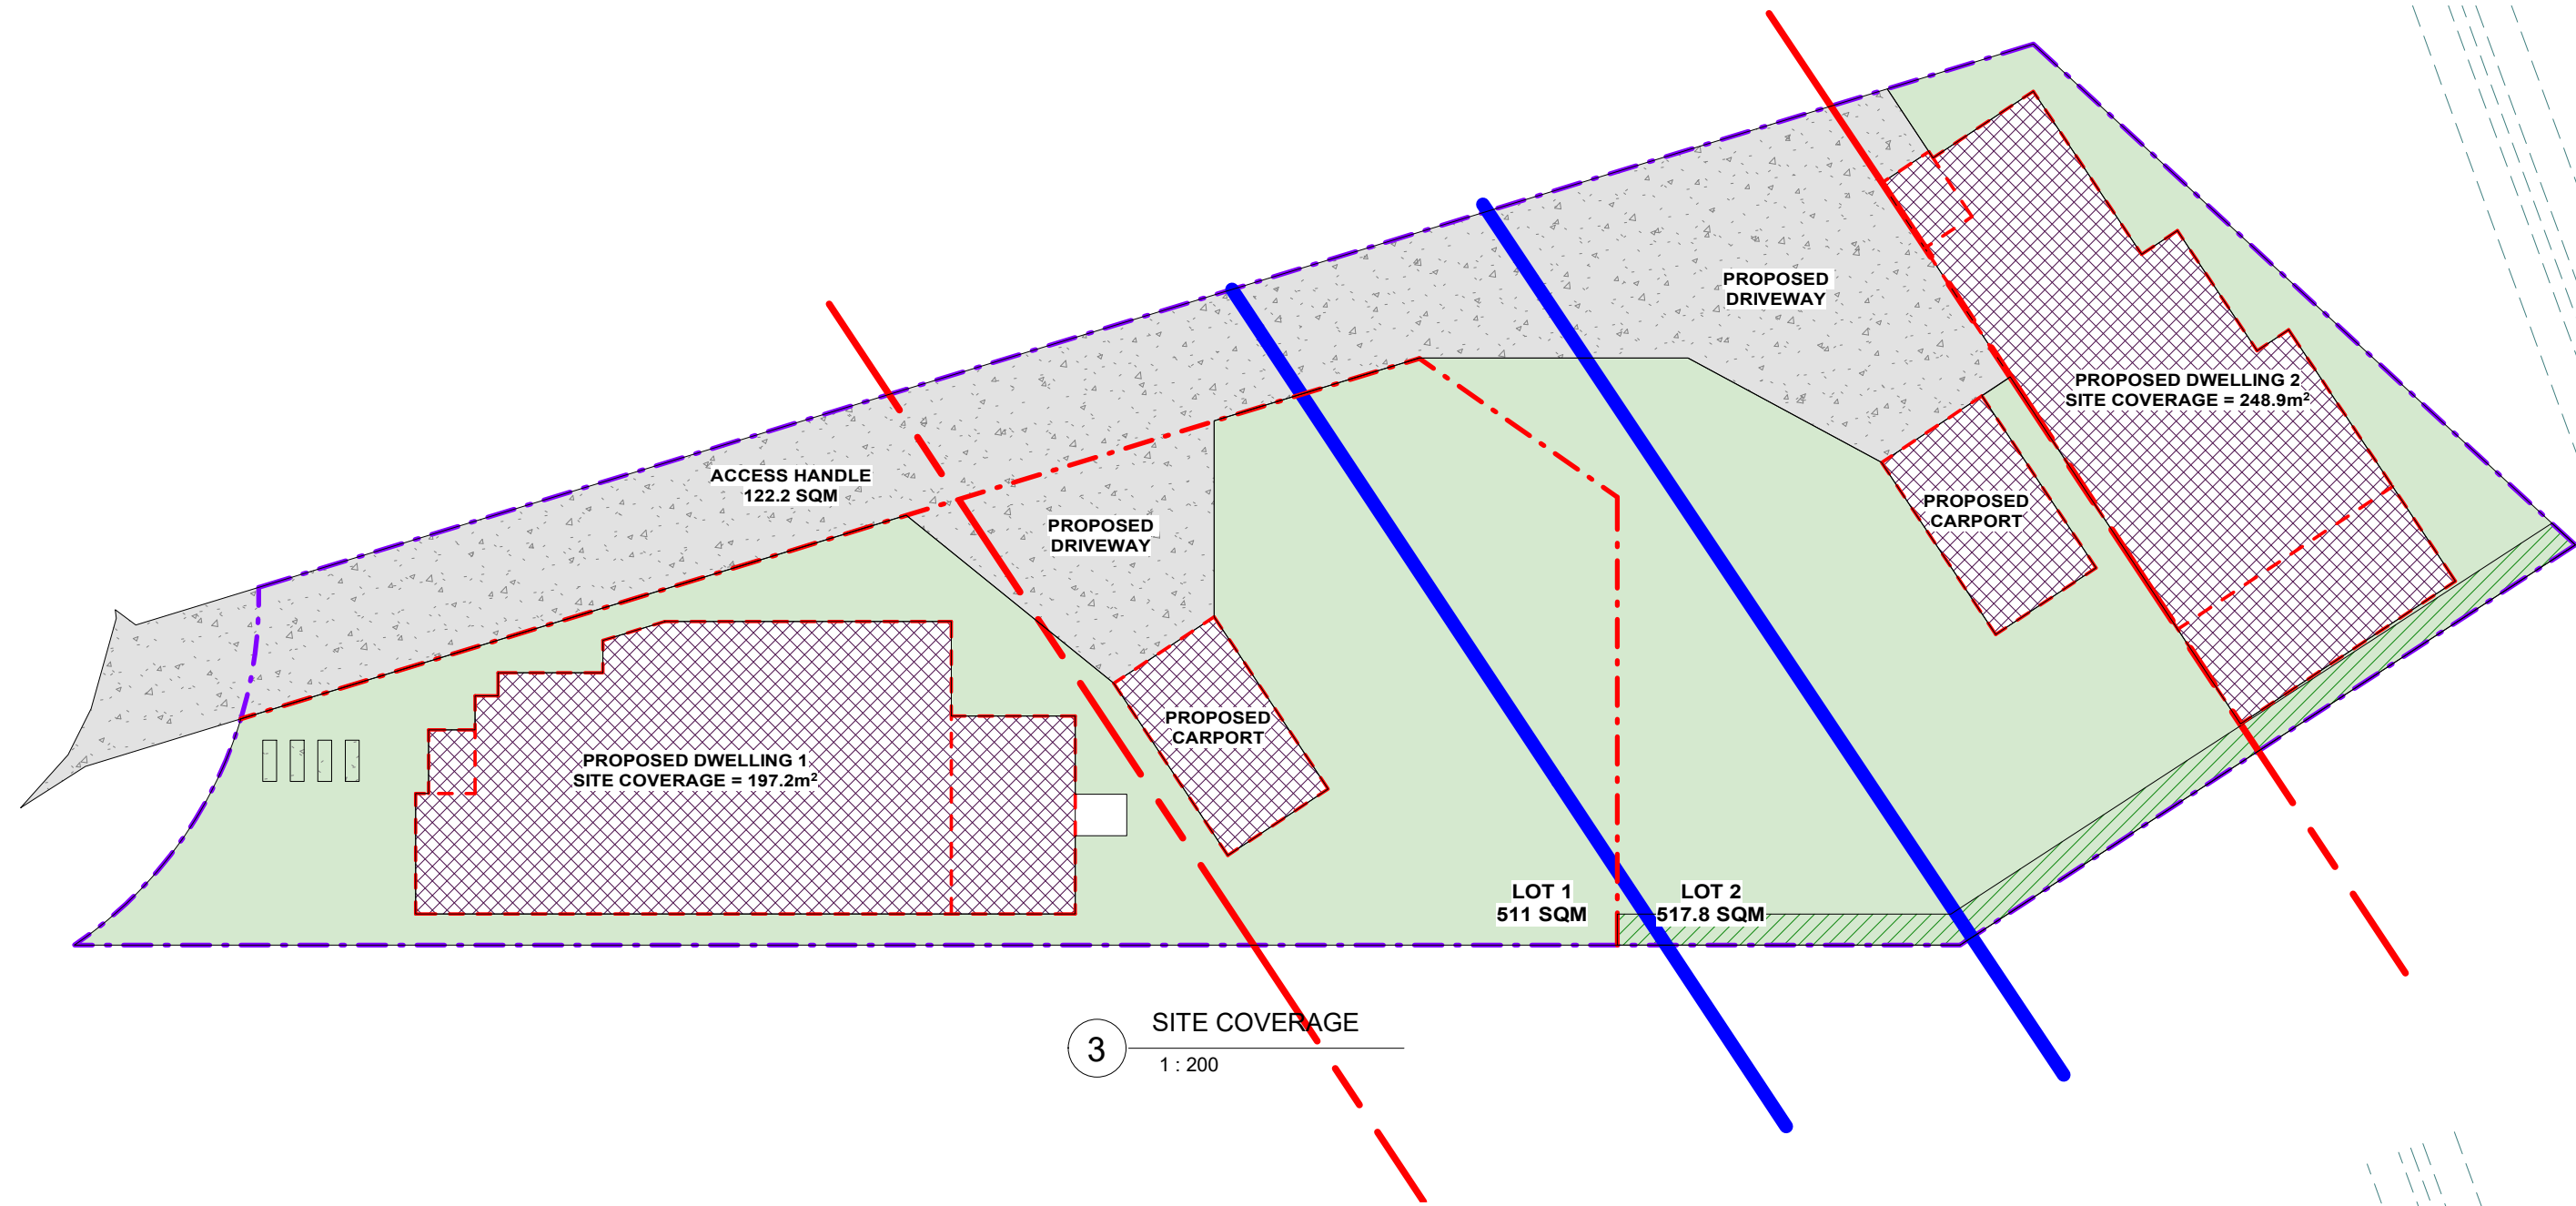 PROPOSED
DRIVEWAY
PROPOSED DWELLING 2
SITE COVERAGE = 248.9m²
ACCESS HANDLE
122.2 SQM
PROPOSED
CARPORT
PROPOSED
DRIVEWAY
PROPOSED
CARPORT
PROPOSED DWELLING 1
SITE COVERAGE = 197.2m²
LOT 1
511 SQM
LOT 2
517.8 SQM
3
SITE COVERAGE
1 : 200